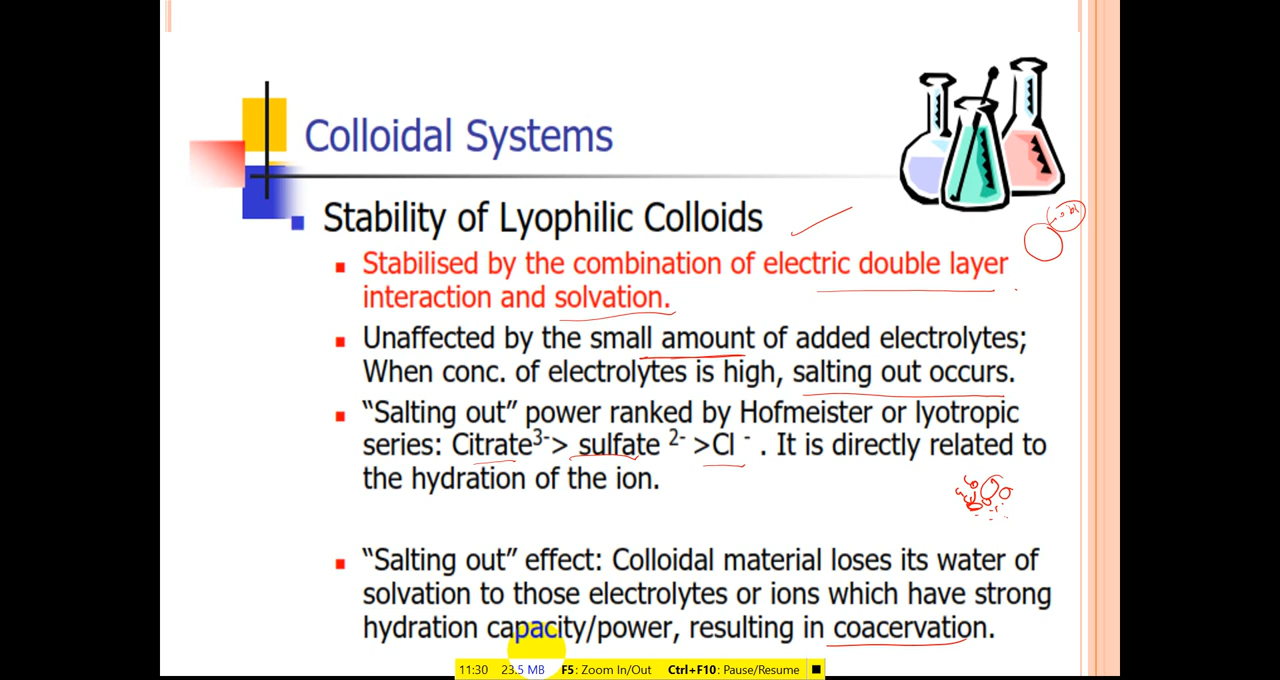 Colloidal Systems
Stability of Lyophilic Colloids
Stabilised by the combination of electric double layer
interaction and solvation.
Unaffected by the small amount of added electrolytes;
When conc. of electrolytes is high, salting out occurs.
“Salting out” power ranked by Hofmeister or lyotropic
series: Citrate³⁻> sulfate ²⁻ >Cl ⁻ . It is directly related to
the hydration of the ion.
“Salting out” effect: Colloidal material loses its water of
solvation to those electrolytes or ions which have strong
hydration capacity/power, resulting in coacervation.
11:30 23.5 MB F5: Zoom In/Out Ctrl+F10: Pause/Resume